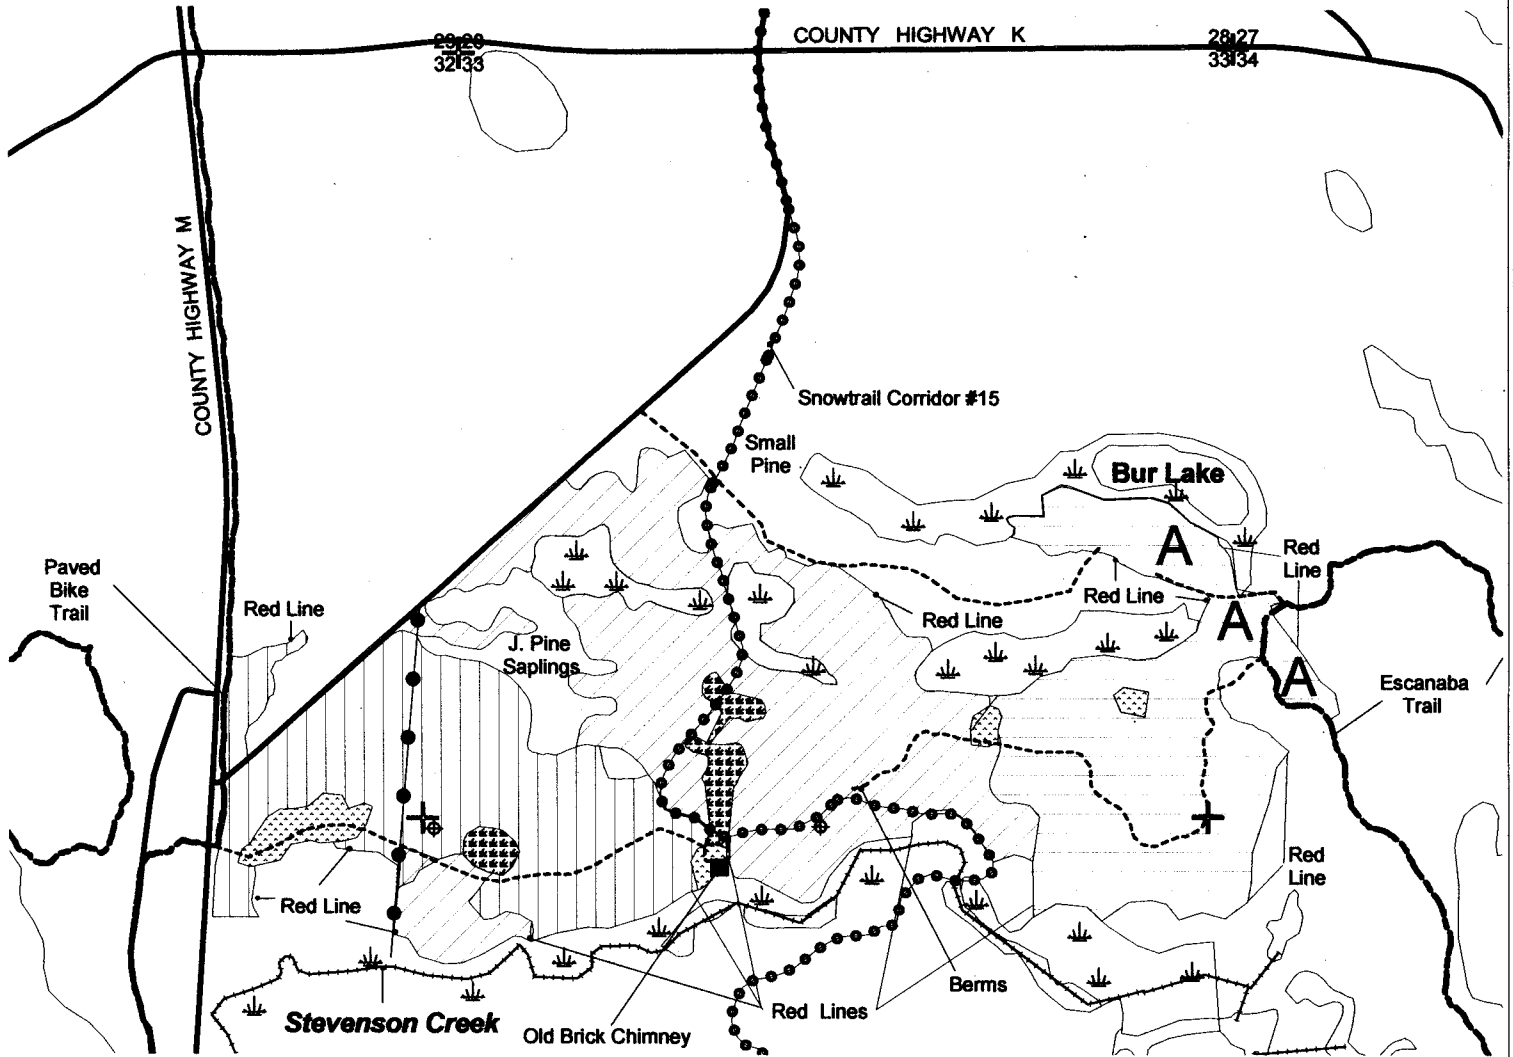 COUNTY HIGHWAY K
29 28
32 33
28 27
33 34
COUNTY HIGHWAY M
Snowtrail Corridor #15
Small
Pine
Bur Lake
A
Red
Line
Paved
Bike
Trail
Red Line
Red Line
Red Line
A
J. Pine
Saplings
A
Escanaba
Trail
Red
Line
Red Line
Berms
Red Lines
Stevenson Creek
Old Brick Chimney